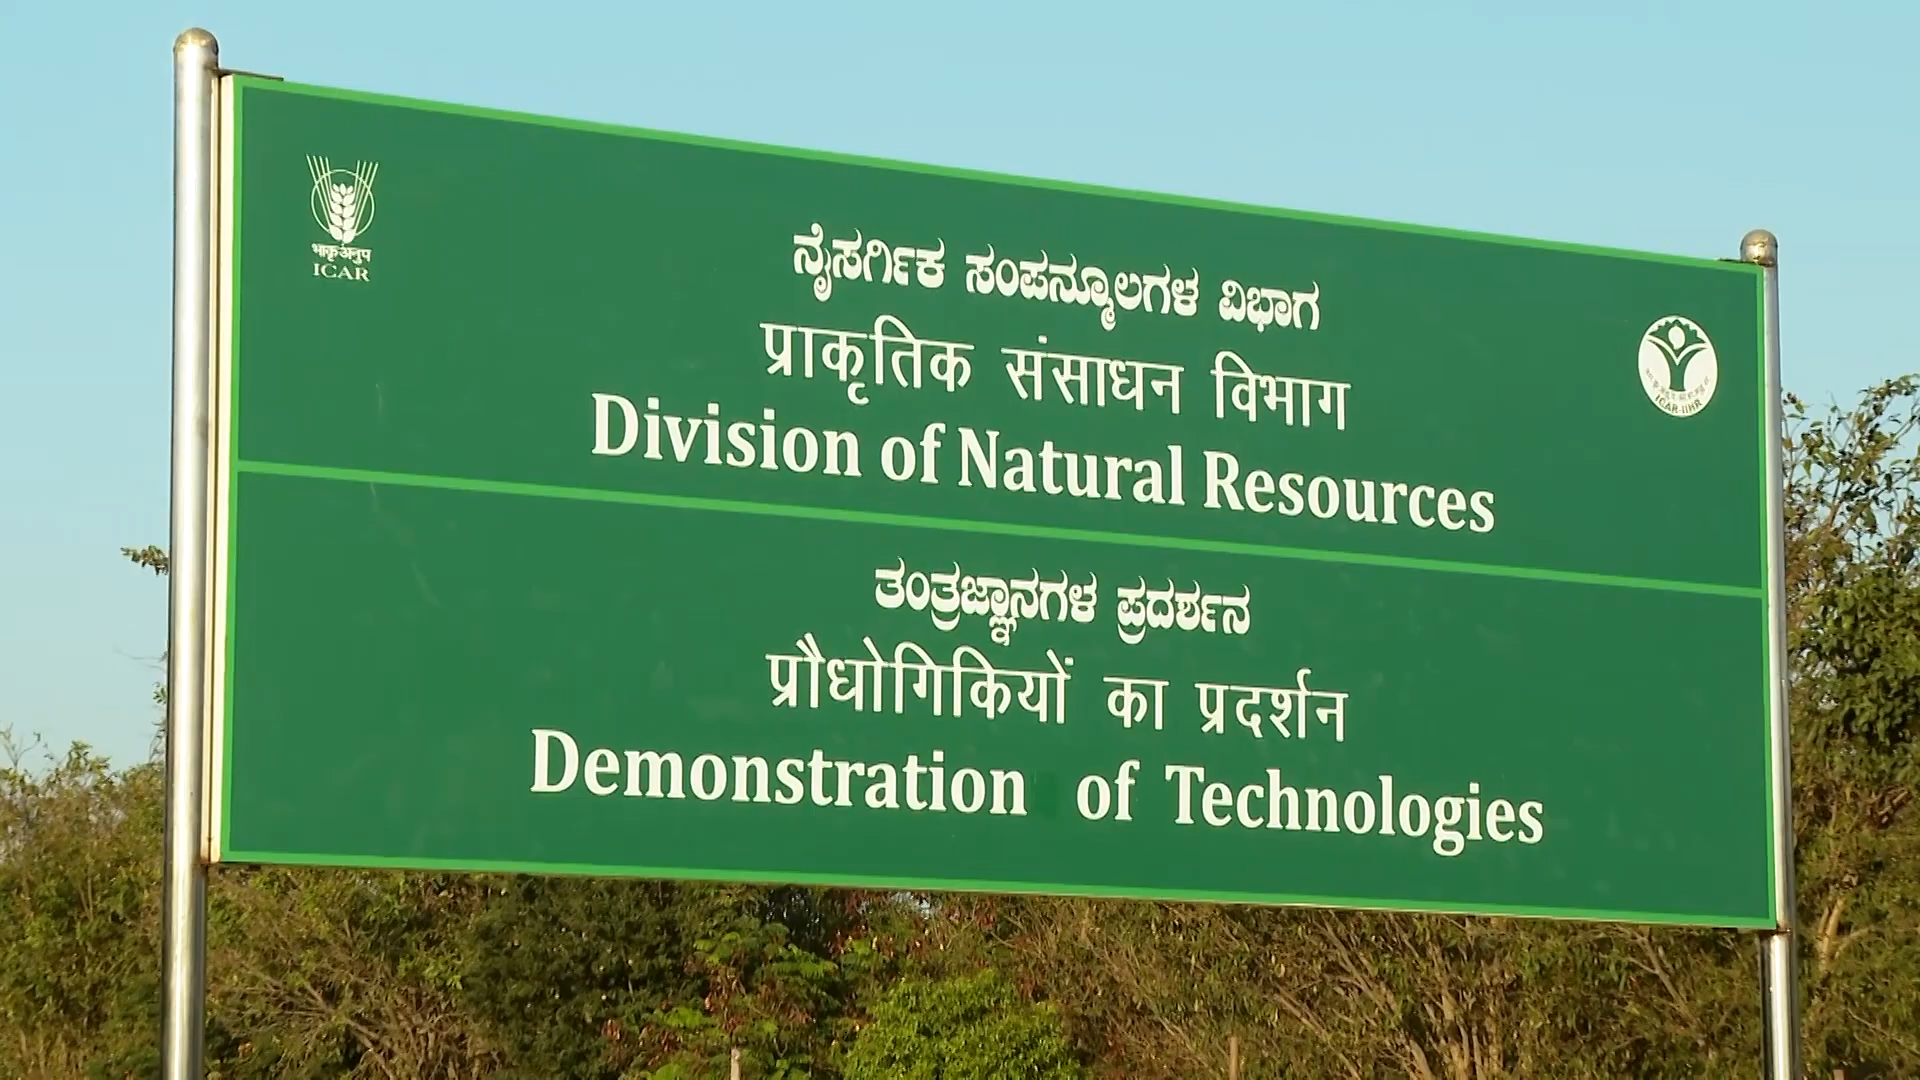 भाकृअनुप
ICAR
ನೈಸರ್ಗಿಕ ಸಂಪನ್ಮೂಲಗಳ ವಿಭಾಗ
प्राकृतिक संसाधन विभाग
Division of Natural Resources
ICAR-IIHR
ತಂತ್ರಜ್ಞಾನಗಳ ಪ್ರದರ್ಶನ
प्रौधोगिकियों का प्रदर्शन
Demonstration of Technologies